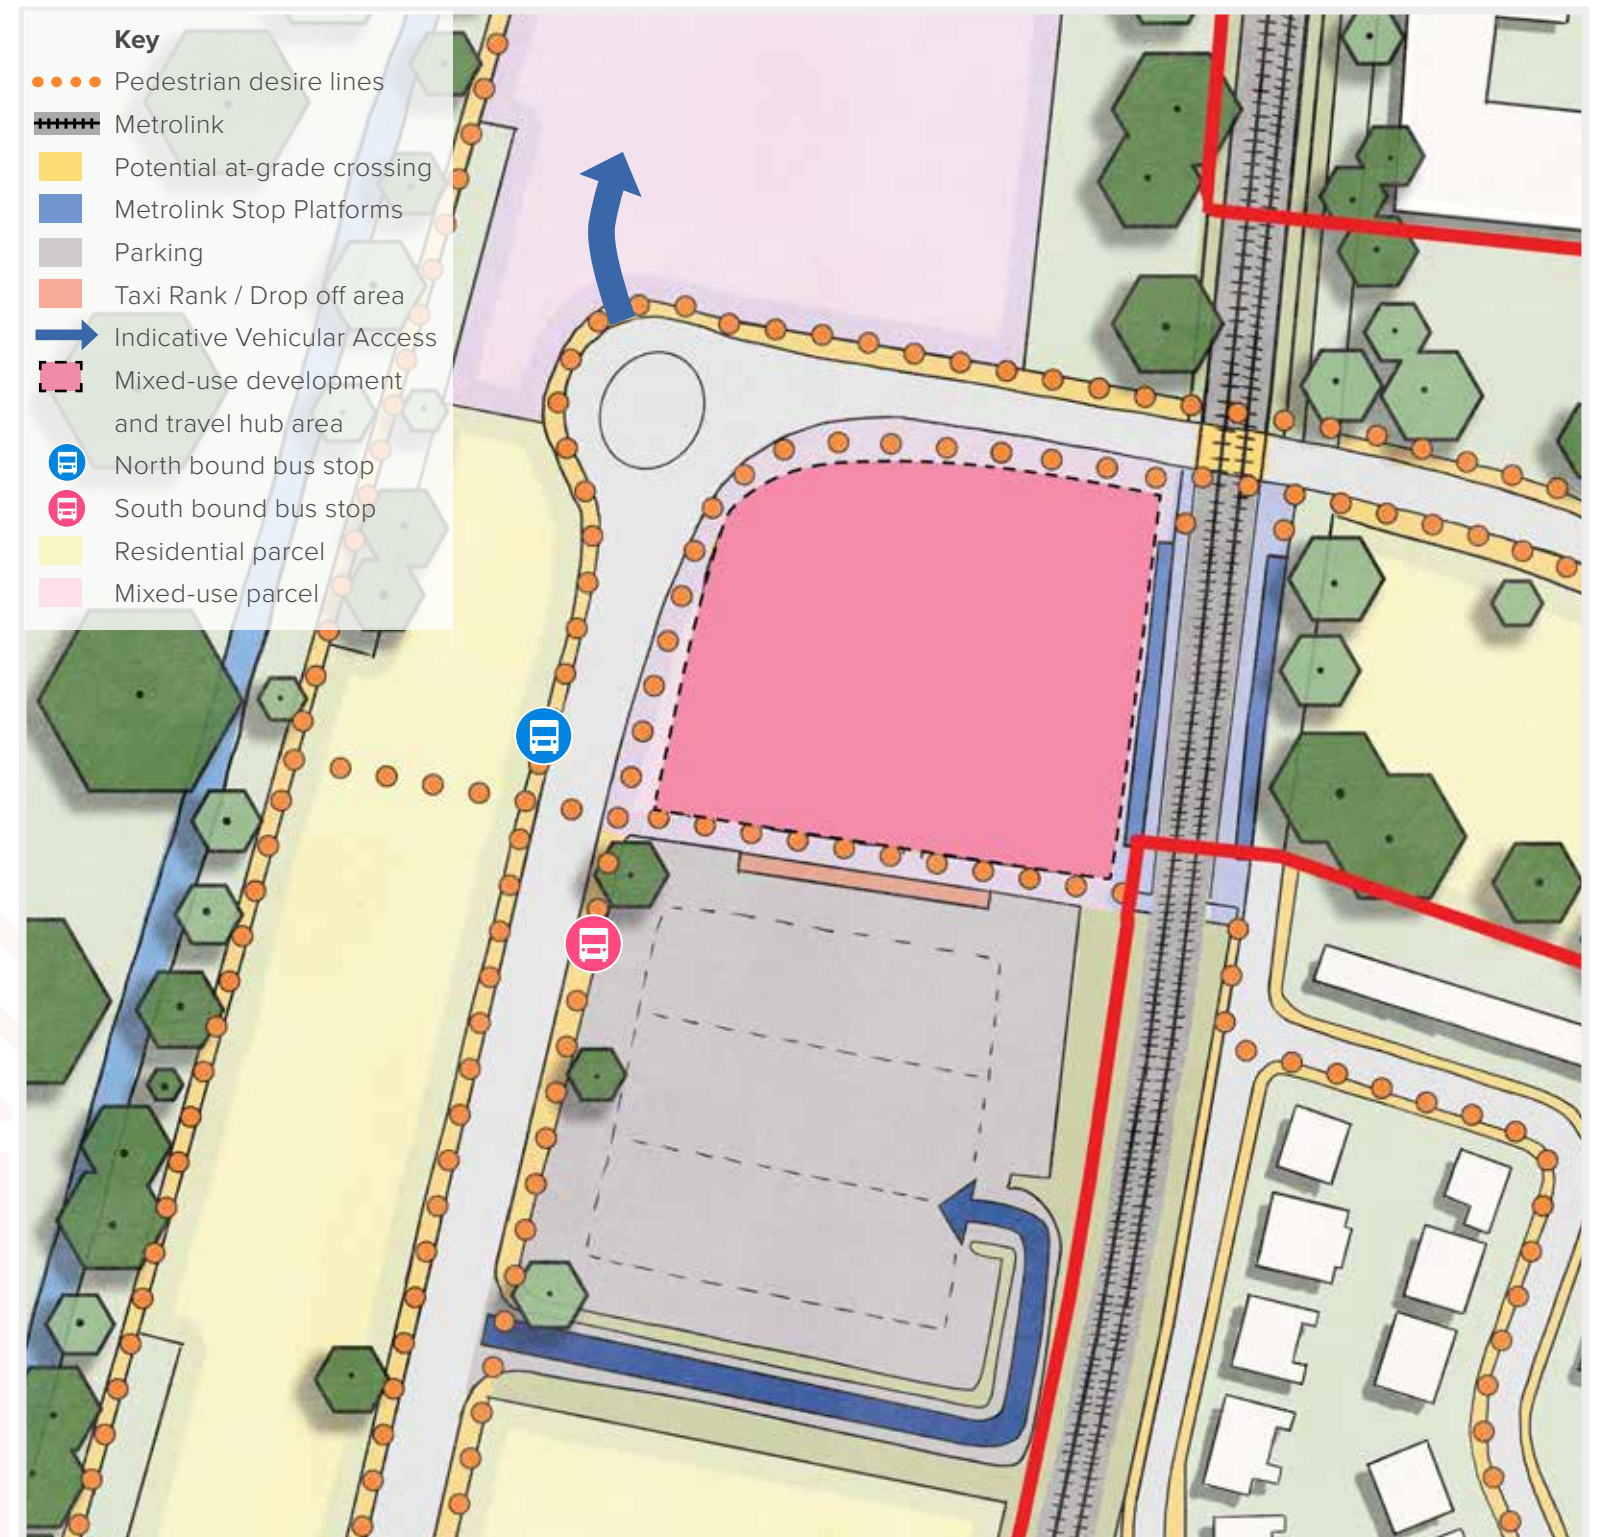 Key
Pedestrian desire lines
Metrolink
Potential at-grade crossing
Metrolink Stop Platforms
Parking
Taxi Rank / Drop off area
Indicative Vehicular Access
Mixed-use development
and travel hub area
North bound bus stop
South bound bus stop
Residential parcel
Mixed-use parcel